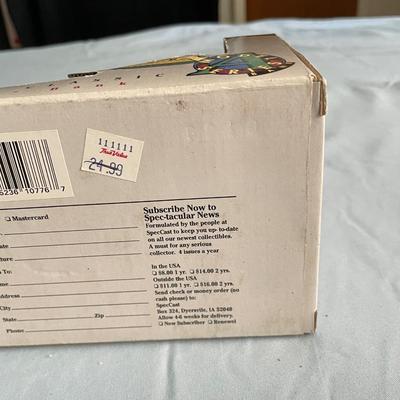 ASSIC
Bank
111111
True Value
24.99
5236 10776 7
❏ Mastercard
Date
To:
Address
City
State Zip
Phone
Subscribe Now to
Spec-tacular News
Formulated by the people at
SpecCast to keep you up-to-date
on all our newest collectibles.
A must for any serious
collector. 4 issues a year
In the USA
❏ $8.00 1 yr. ❏ $14.00 2 yrs.
Outside the USA
❏ $11.00 1 yr. ❏ $16.00 2 yrs.
Send check or money order (no
cash please) to:
SpecCast
Box 324, Dyersville, IA 52040
Allow 4-6 weeks for delivery.
❏ New Subscriber ❏ Renewel